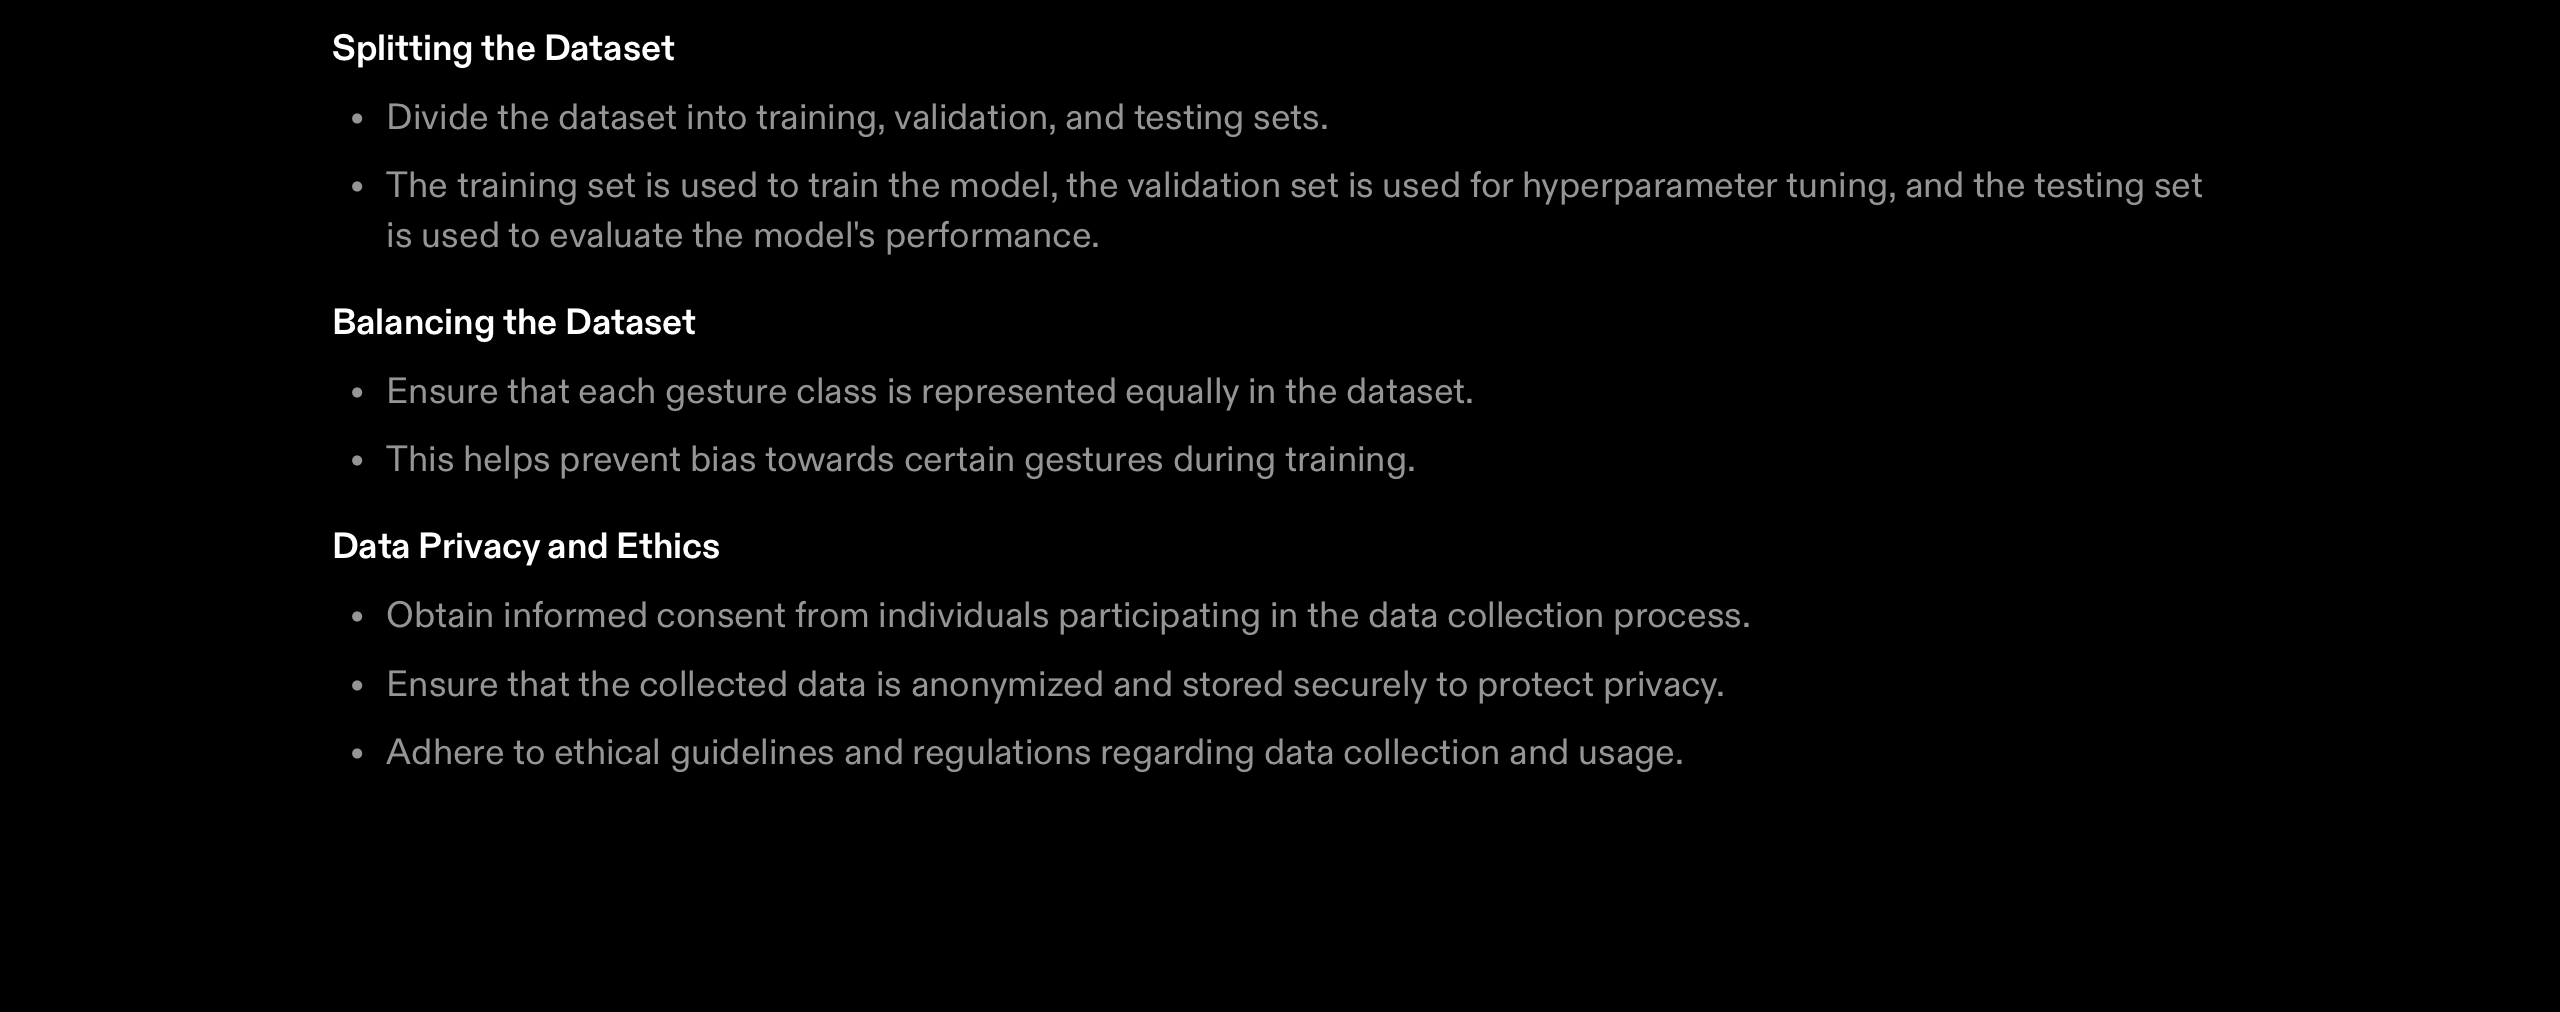 Splitting the Dataset
• Divide the dataset into training, validation, and testing sets.
• The training set is used to train the model, the validation set is used for hyperparameter tuning, and the testing set
is used to evaluate the model's performance.
Balancing the Dataset
• Ensure that each gesture class is represented equally in the dataset.
• This helps prevent bias towards certain gestures during training.
Data Privacy and Ethics
• Obtain informed consent from individuals participating in the data collection process.
• Ensure that the collected data is anonymized and stored securely to protect privacy.
• Adhere to ethical guidelines and regulations regarding data collection and usage.